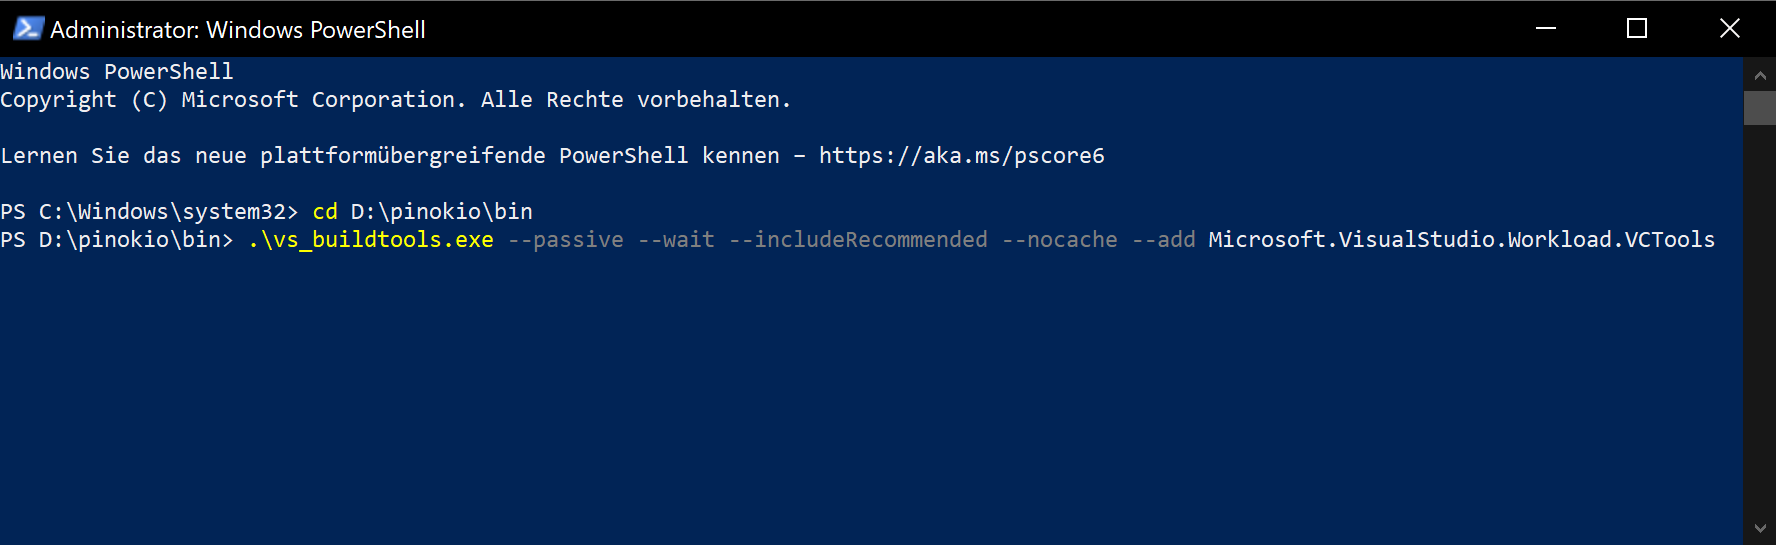 Administrator: Windows PowerShell
Windows PowerShell
Copyright (C) Microsoft Corporation. Alle Rechte vorbehalten.
Lernen Sie das neue plattformübergreifende PowerShell kennen – https://aka.ms/pscore6
PS C:\Windows\system32> cd D:\pinokio\bin
PS D:\pinokio\bin> .\vs_buildtools.exe --passive --wait --includeRecommended --nocache --add Microsoft.VisualStudio.Workload.VCTools